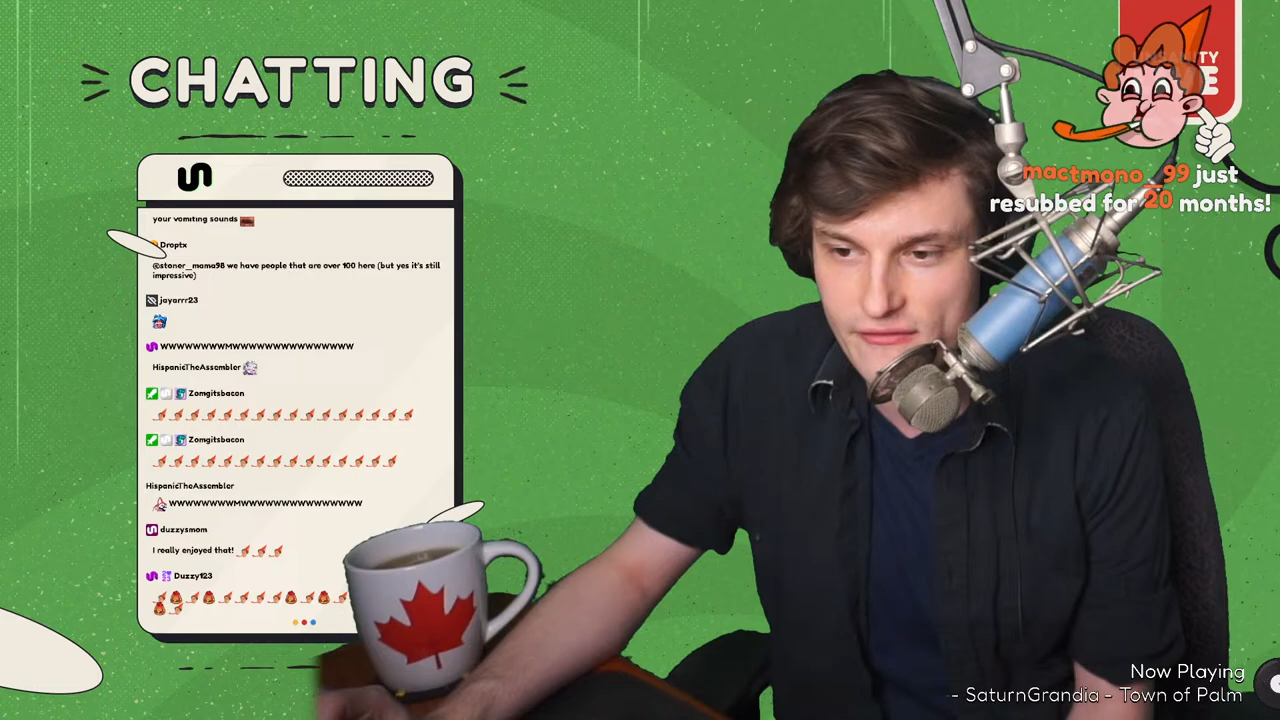 CHATTING
your vomiting sounds
Droptx
@stoner_mama98 we have people that are over 100 here (but yes it's still
impressive)
jayarrr23
WWWWWWWWMWWWWWWWWWWWWWWWW
HispanicTheAssembler
Zomgitsbacon
Zomgitsbacon
HispanicTheAssembler
WWWWWWWWMWWWWWWWWWWWWWWWW
duzzysmom
I really enjoyed that!
Duzzy123
mactmono_99 just
resubbed for 20 months!
Now Playing
- SaturnGrandia - Town of Palm